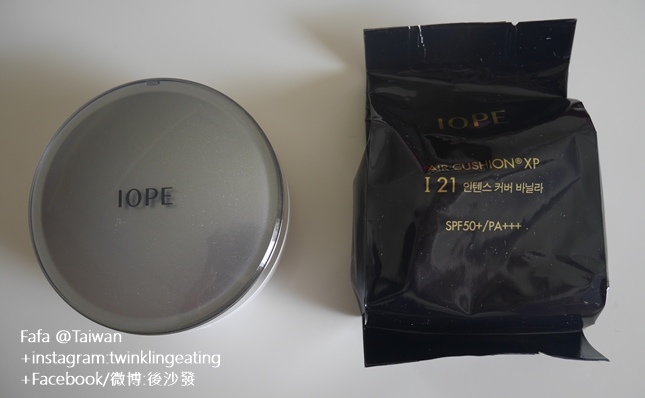 IOPE
IOPE
AIR CUSHION® XP
I21 인텐스 커버 바닐라
SPF50+/PA+++
Fafa @Taiwan
+instagram:twinklingeating
+Facebook/微博:後沙發